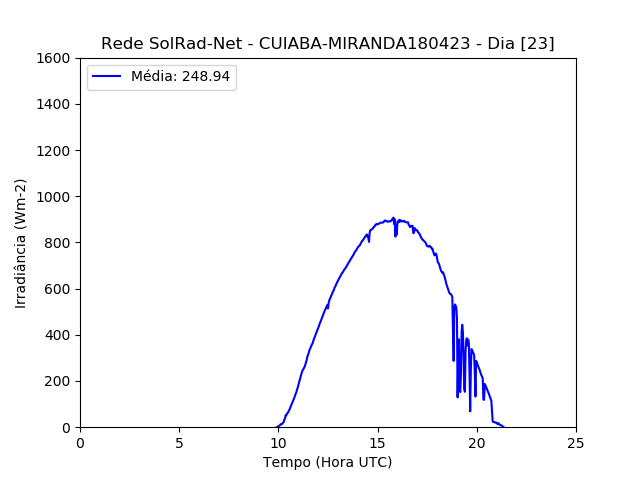 Rede SolRad-Net - CUIABA-MIRANDA180423 - Dia [23]
Média: 248.94
1600
1400
1200
1000
800
600
400
200
0
Irradiância (Wm-2)
0 5 10 15 20 25
Tempo (Hora UTC)